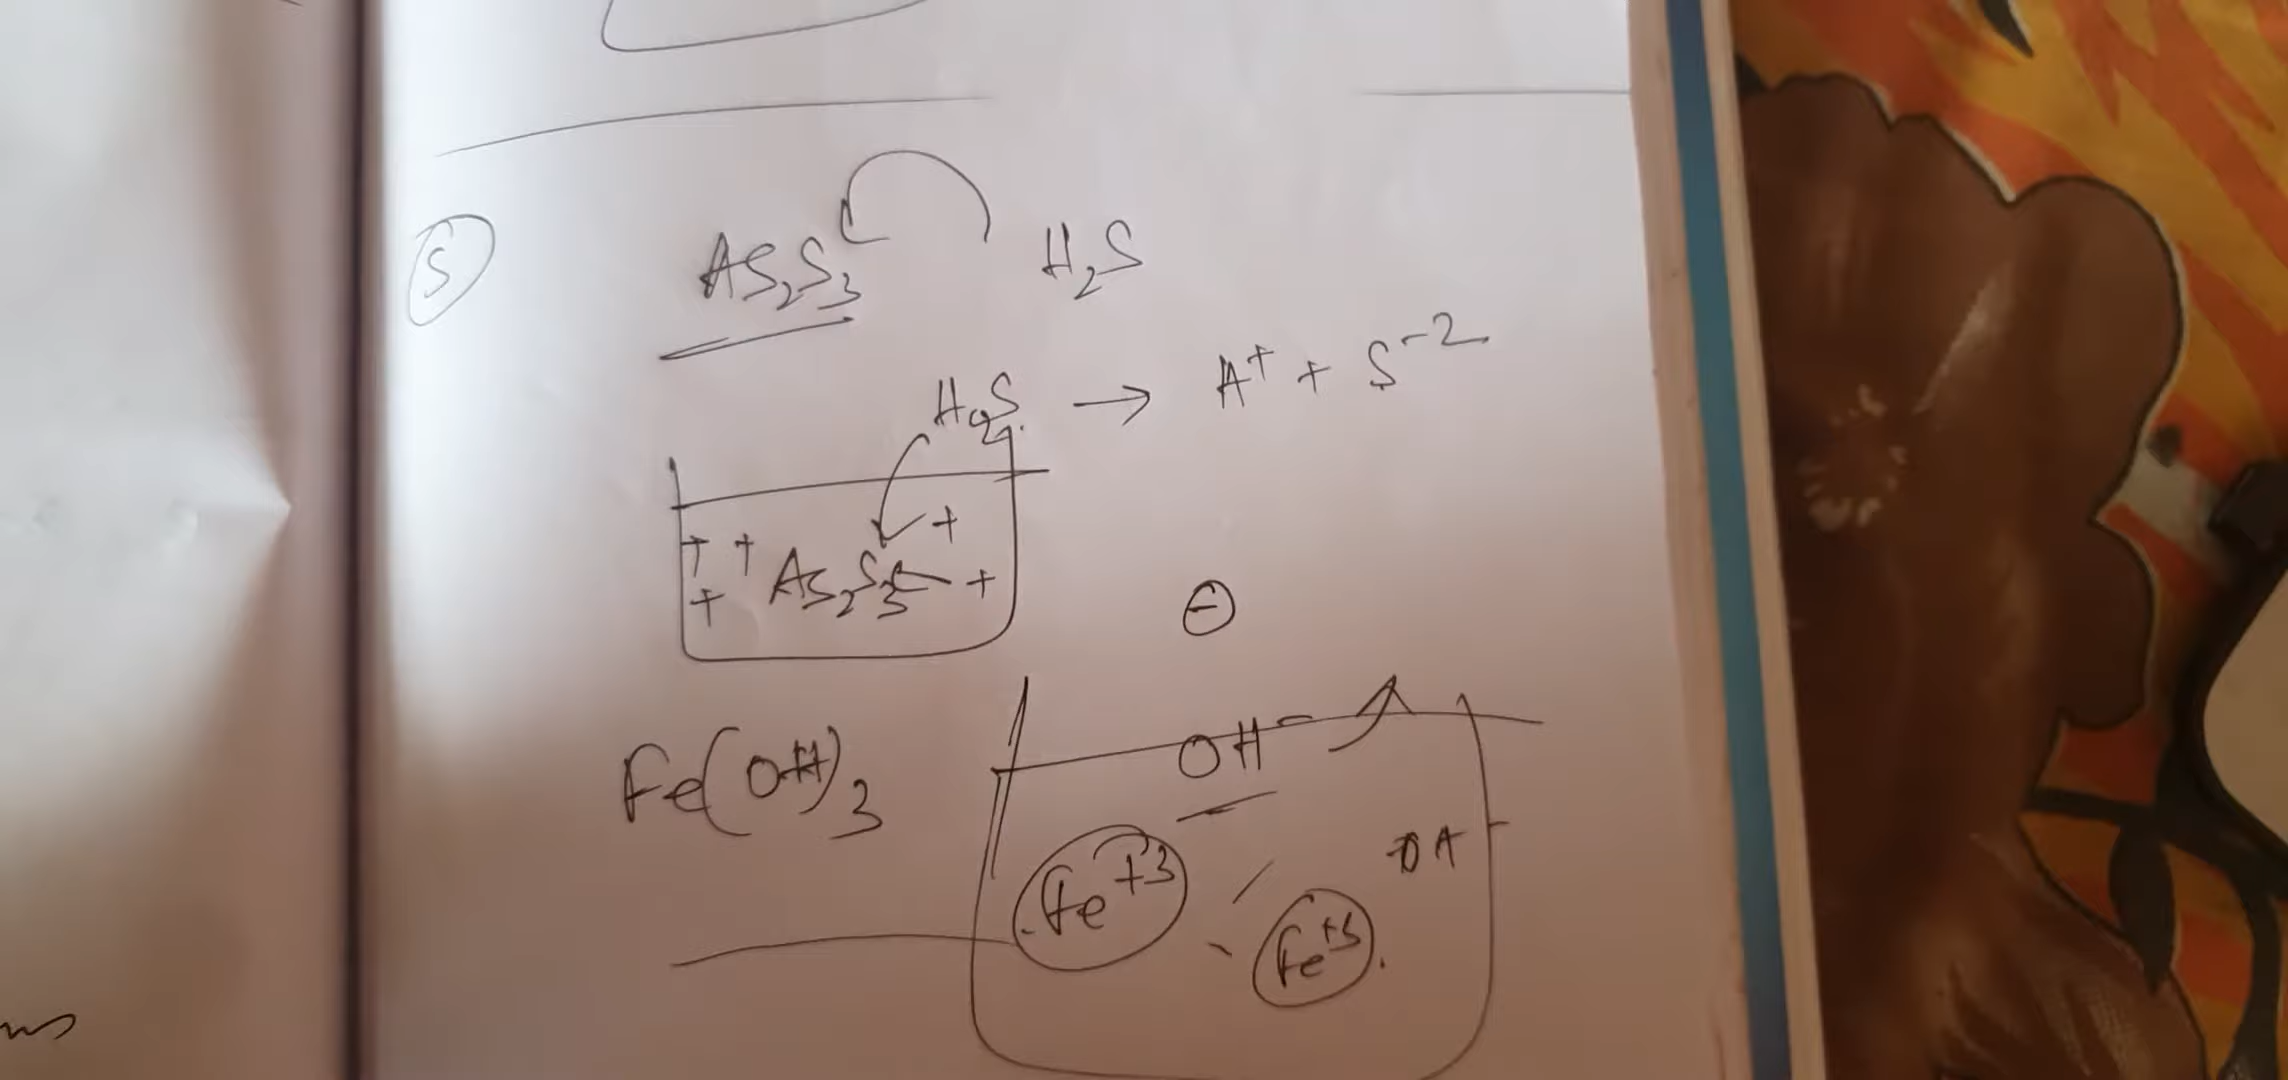 (5)
As₂S₃ H₂S
H₂S → A⁺ + S⁻²
+ + +
+ As₂S₃ +
⊖
Fe(OH)₃ OH⁻
Fe⁺³ OH
Fe⁺³